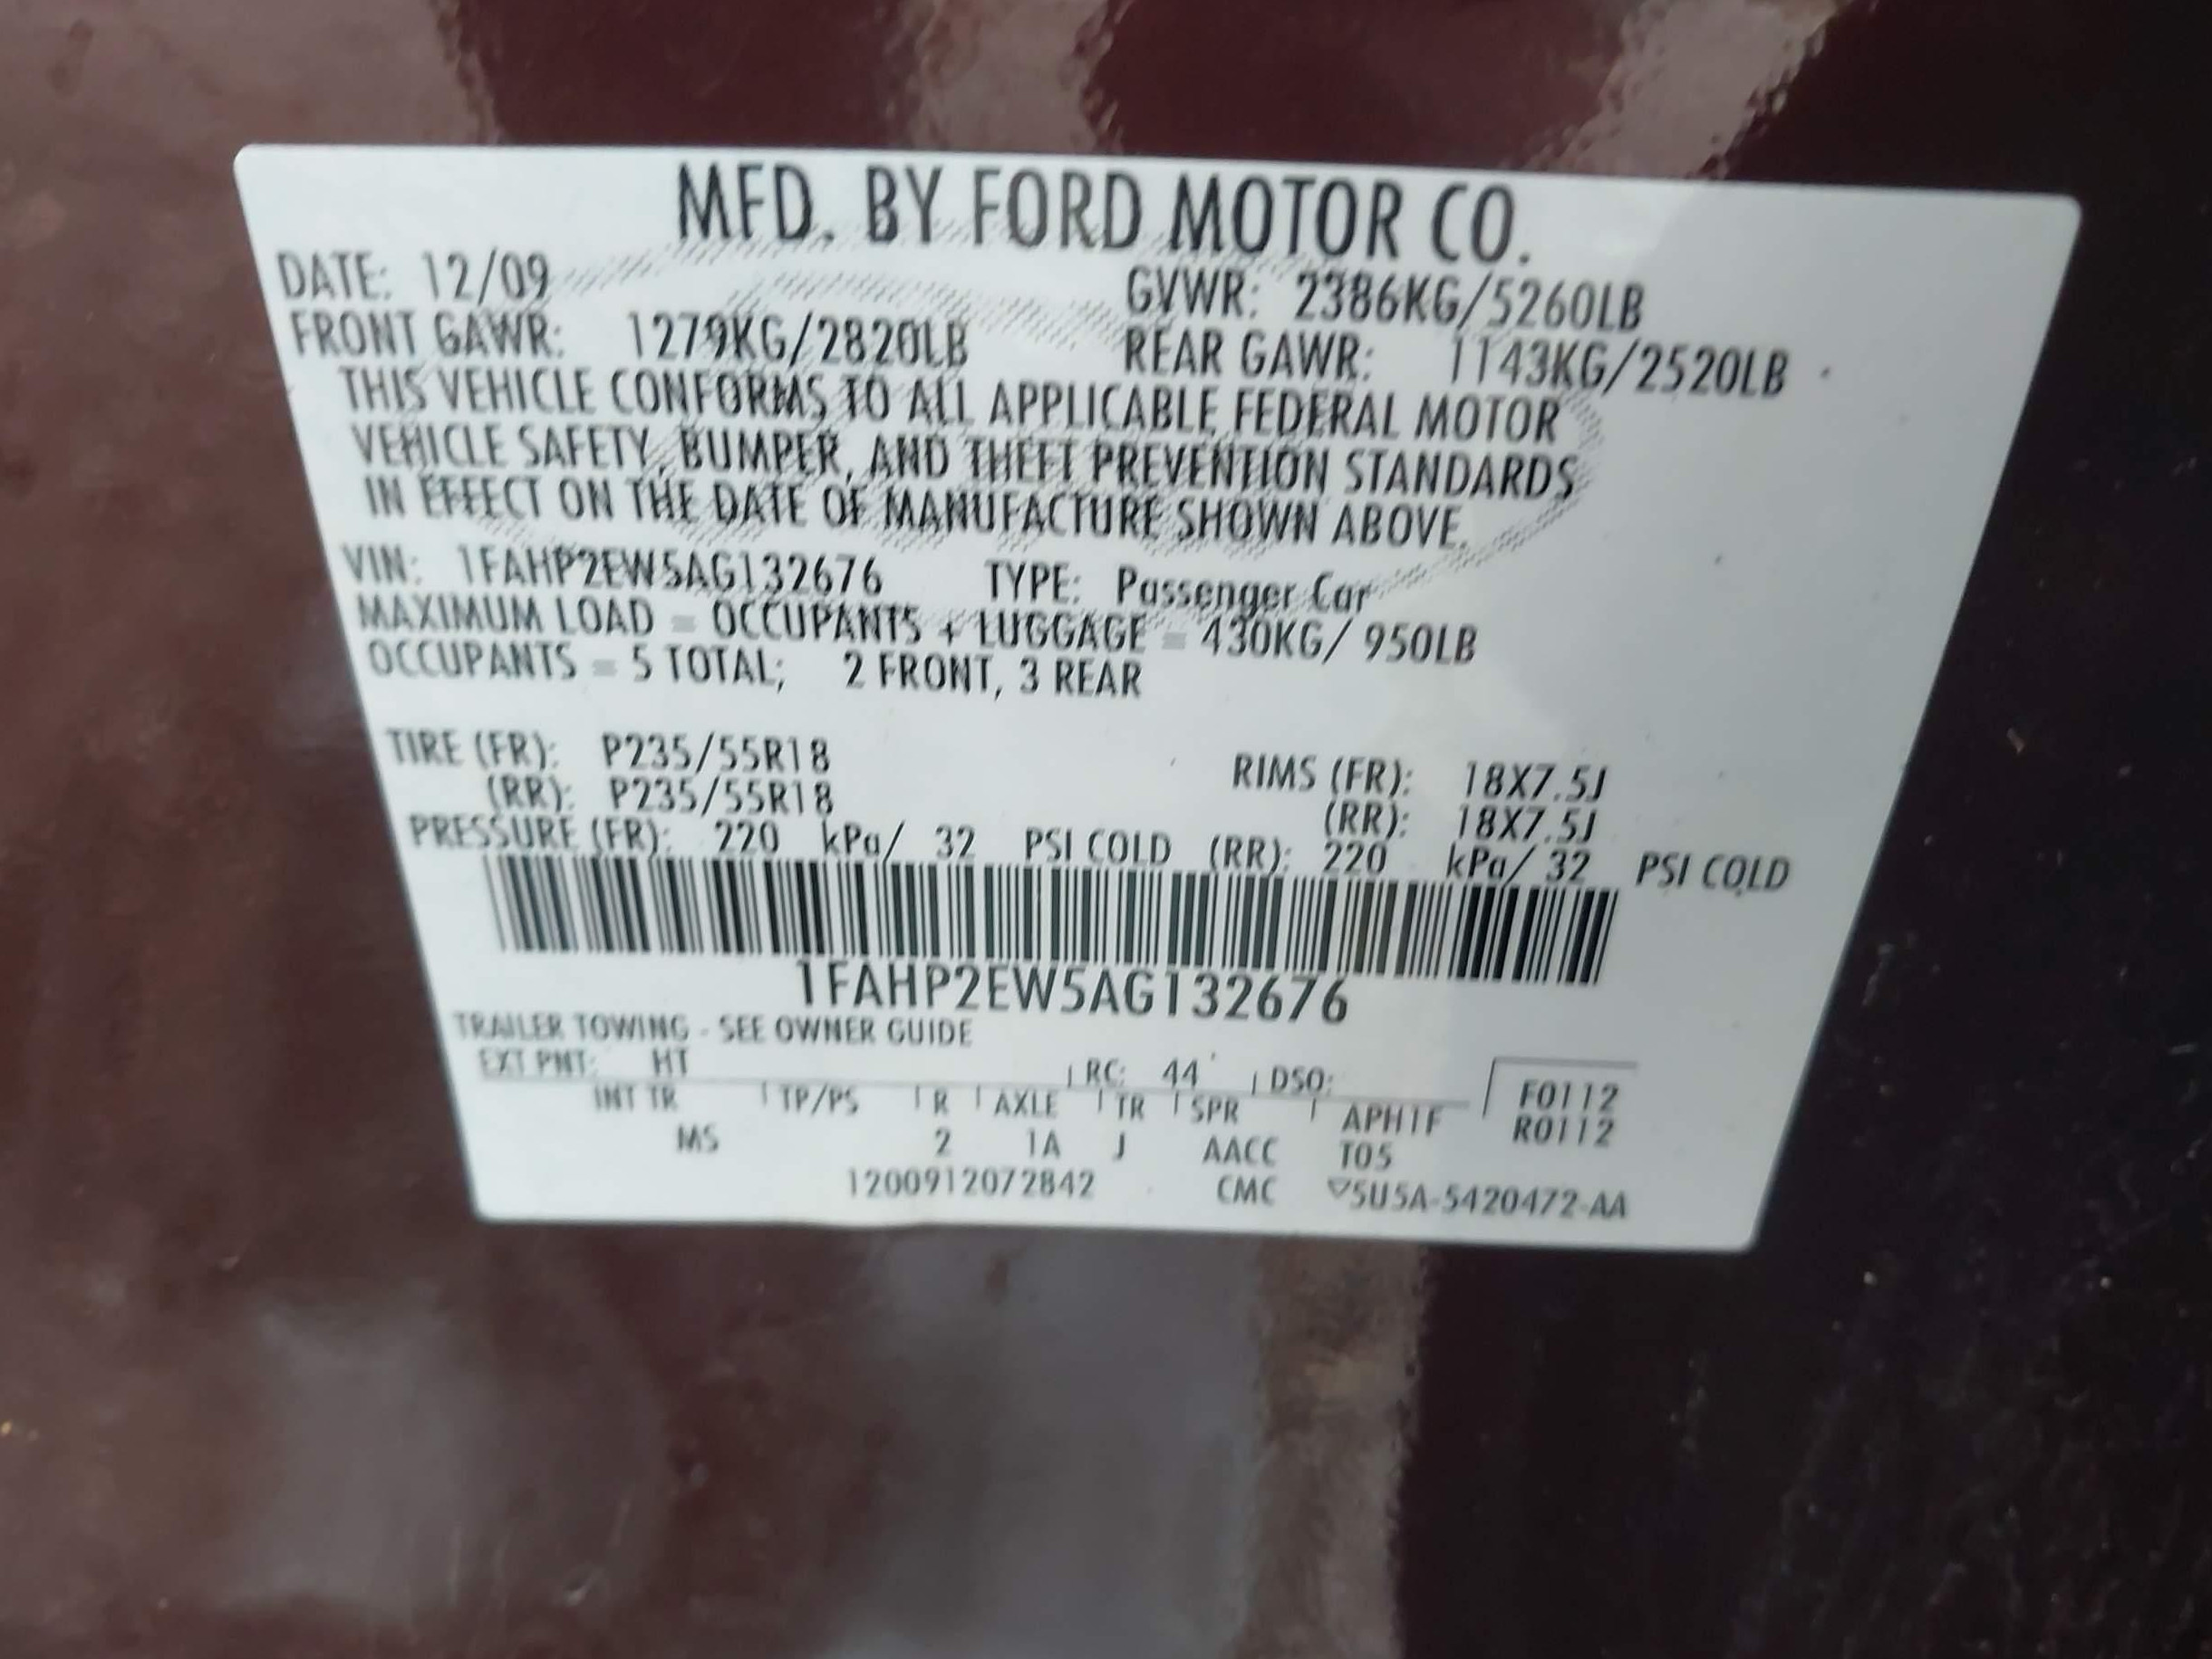 MFD. BY FORD MOTOR CO.
DATE: 12/09 GVWR: 2386KG/5260LB
FRONT GAWR: 1279KG/2820LB REAR GAWR: 1143KG/2520LB
THIS VEHICLE CONFORMS TO ALL APPLICABLE FEDERAL MOTOR
VEHICLE SAFETY, BUMPER, AND THEFT PREVENTION STANDARDS
IN EFFECT ON THE DATE OF MANUFACTURE SHOWN ABOVE.
VIN: 1FAHP2EW5AG132676 TYPE: Passenger Car
MAXIMUM LOAD = OCCUPANTS + LUGGAGE = 430KG/ 950LB
OCCUPANTS = 5 TOTAL; 2 FRONT, 3 REAR
TIRE (FR): P235/55R18 RIMS (FR): 18X7.5J
(RR): P235/55R18 (RR): 18X7.5J
PRESSURE (FR): 220 kPa/ 32 PSI COLD (RR): 220 kPa/ 32 PSI COLD
1FAHP2EW5AG132676
TRAILER TOWING - SEE OWNER GUIDE
EXT PNT: HT RC: 44 DSO: F0112
INT TR TP/PS R AXLE TR SPR APHTF R0112
MS 2 1A J AACC T05
1200912072842 CMC ▽5U5A-5420472-AA